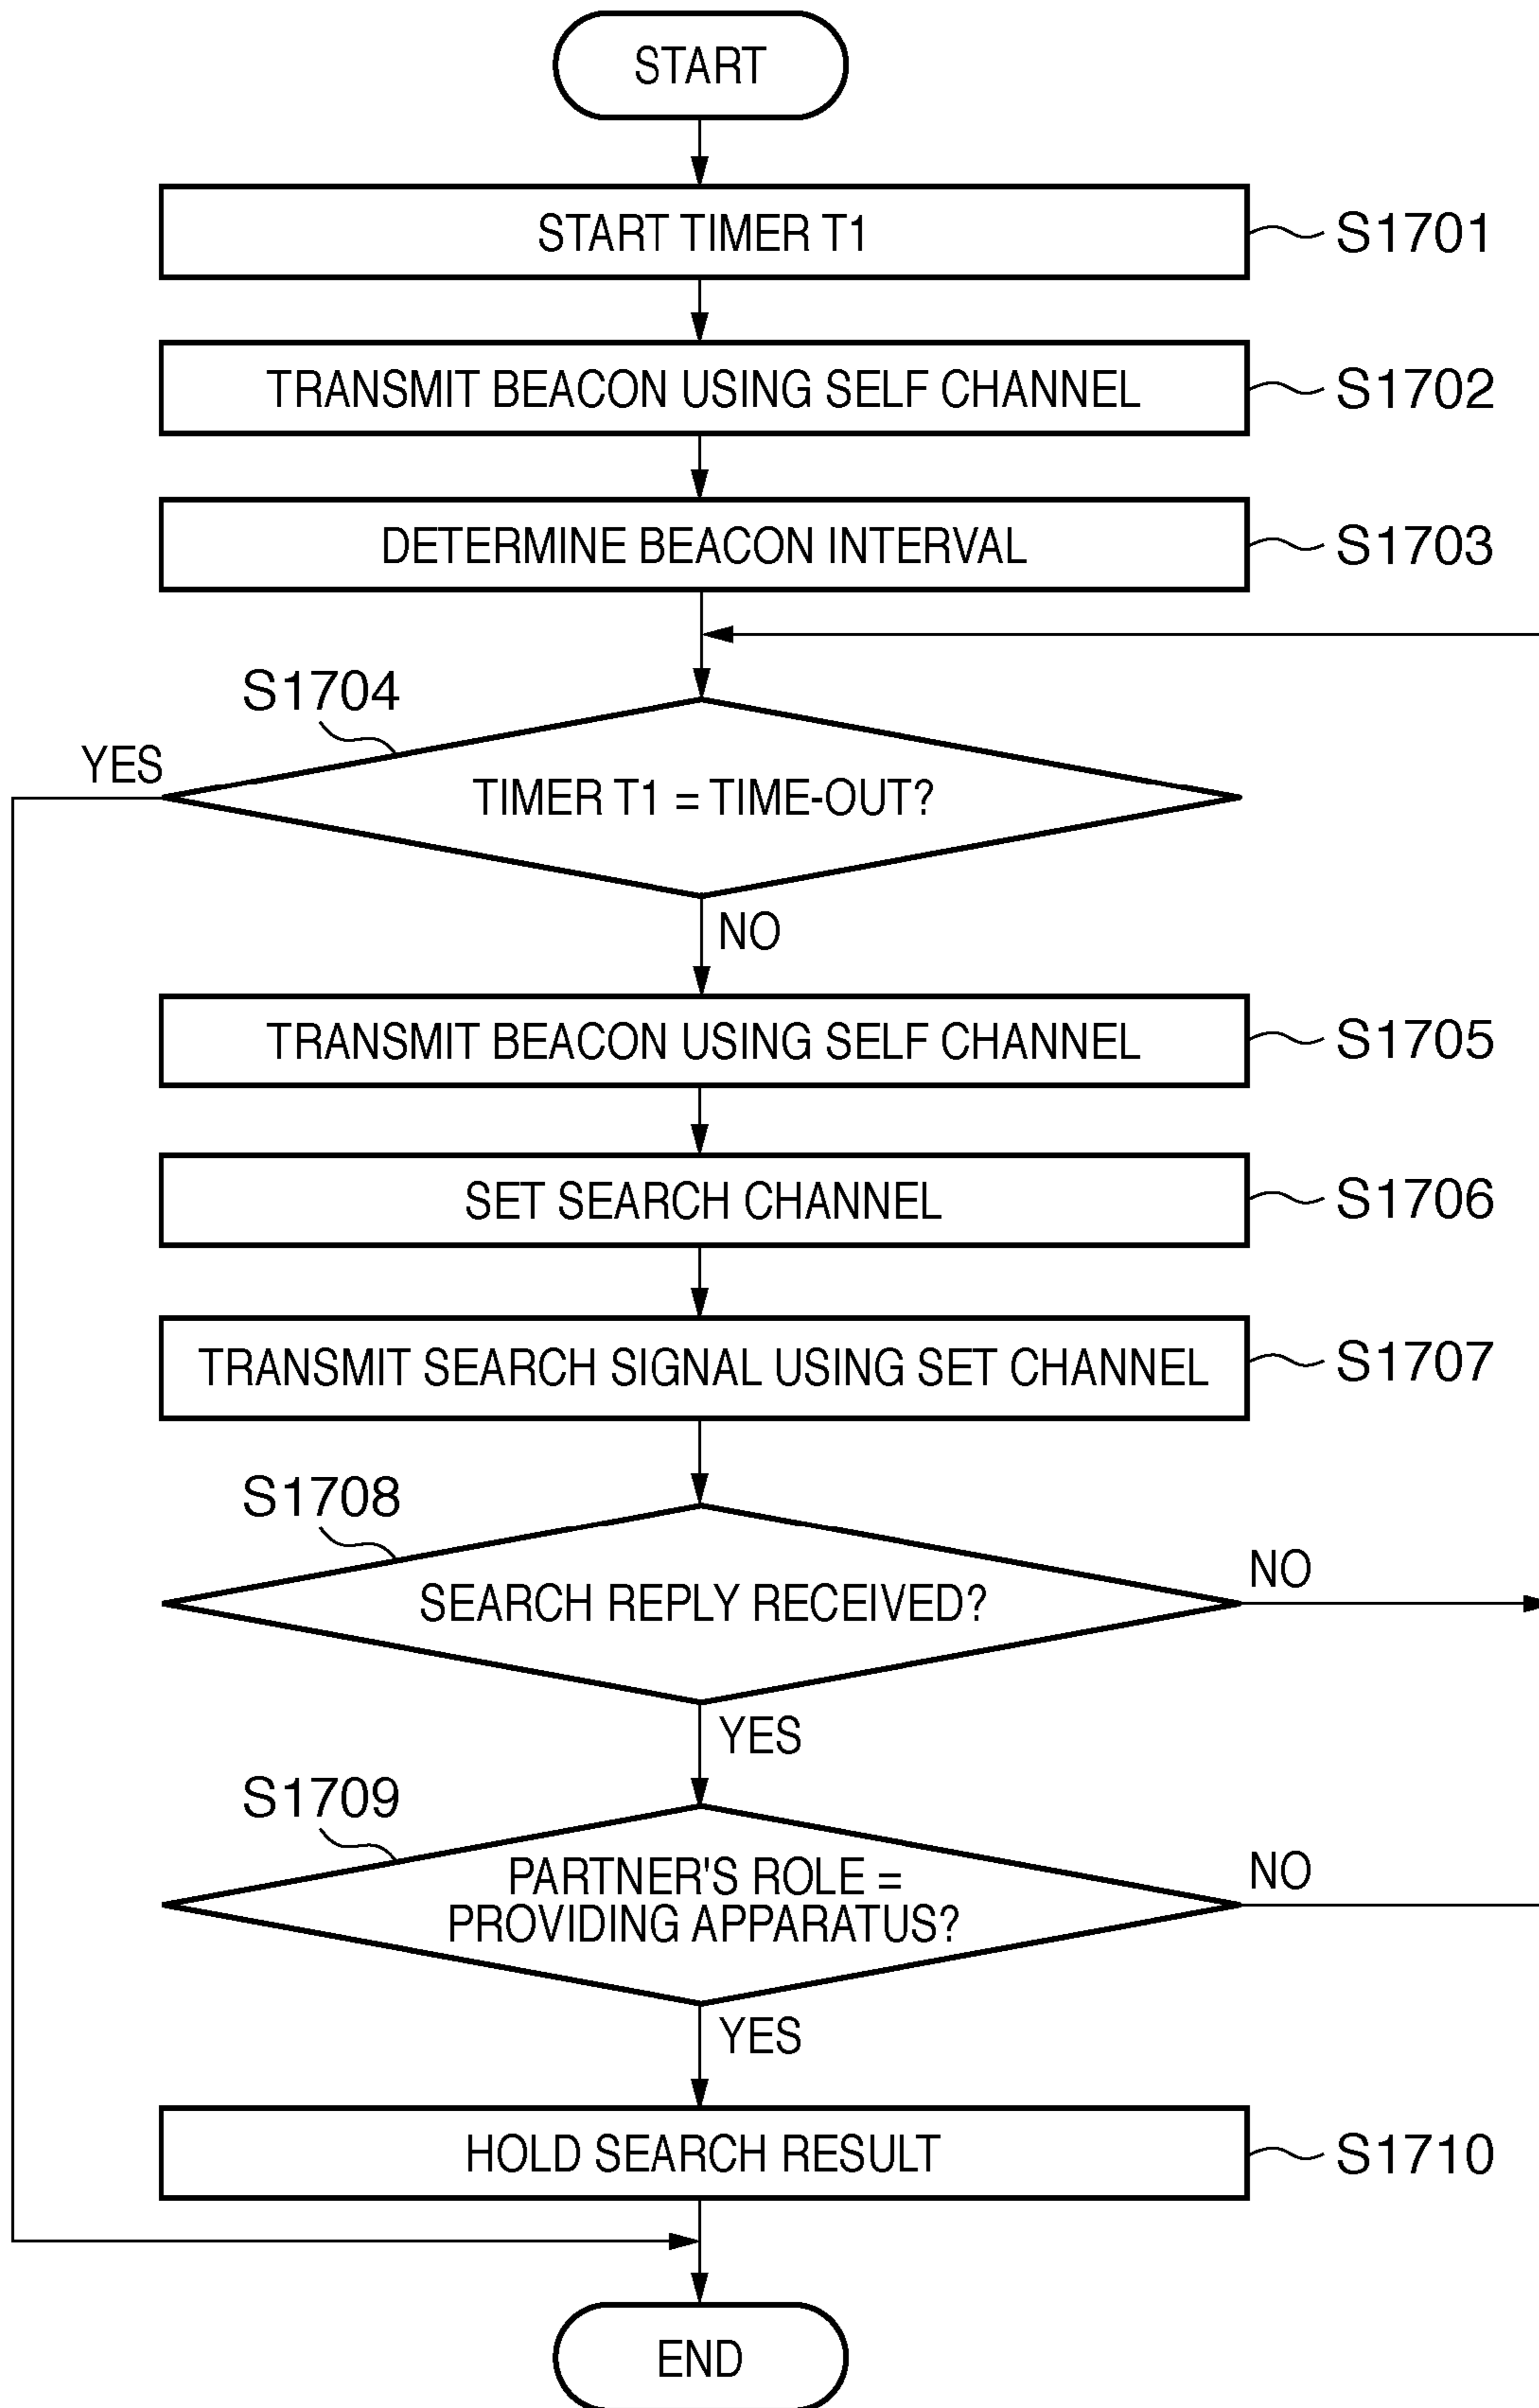 START
START TIMER T1
S1701
TRANSMIT BEACON USING SELF CHANNEL
S1702
DETERMINE BEACON INTERVAL
S1703
S1704
YES
TIMER T1 = TIME-OUT?
NO
TRANSMIT BEACON USING SELF CHANNEL
S1705
SET SEARCH CHANNEL
S1706
TRANSMIT SEARCH SIGNAL USING SET CHANNEL
S1707
S1708
SEARCH REPLY RECEIVED?
NO
YES
S1709
PARTNER'S ROLE =
PROVIDING APPARATUS?
NO
YES
HOLD SEARCH RESULT
S1710
END